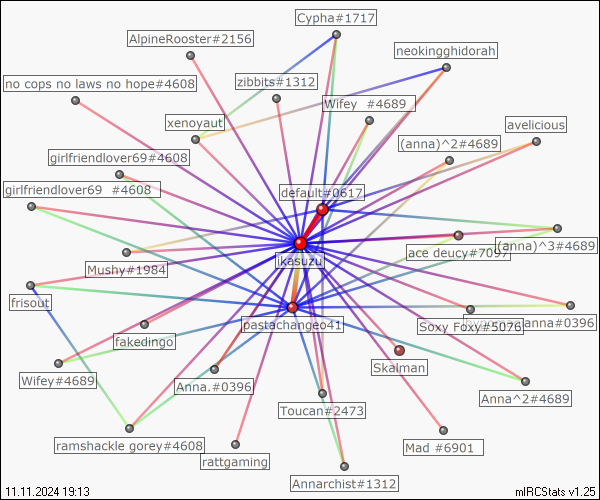 Cypha#1717
AlpineRooster#2156
neokingghidorah
no cops no laws no hope#4608
zibbits#1312
Wifey #4689
xenoyaut
avelicious
(anna)^2#4689
girlfriendlover69#4608
girlfriendlover69 #4608
default#0617
(anna)^3#4689
ace deucy#7097
ikasuzu
Mushy#1984
frisout
pastachangeo41
Soxy Foxy#5076
anna#0396
fakedingo
Skalman
Wifey#4689
Anna.#0396
Anna^2#4689
Toucan#2473
ramshackle gorey#4608
Mad #6901
rattgaming
Annarchist#1312
11.11.2024 19:13
mIRCStats v1.25